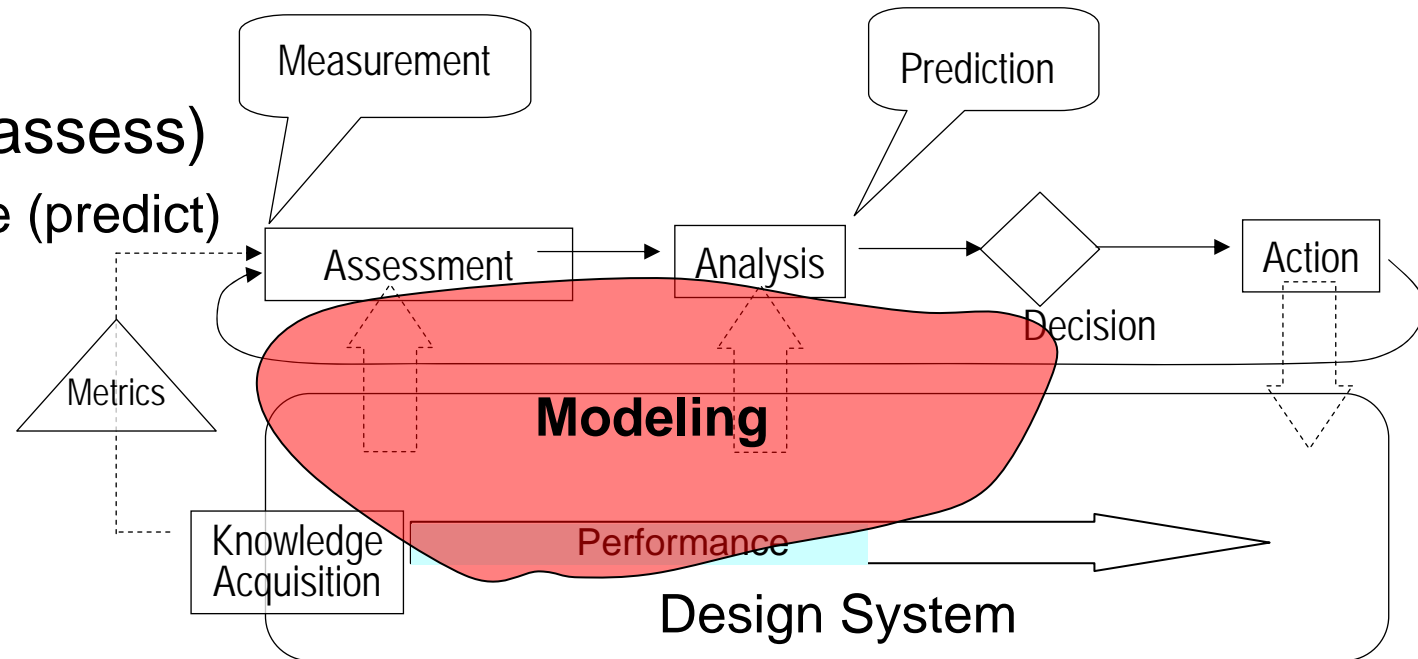 Measurement
Prediction
assess)
e (predict)
Assessment
Analysis
Action
Decision
Metrics
Modeling
Knowledge
Acquisition
Performance
Design System